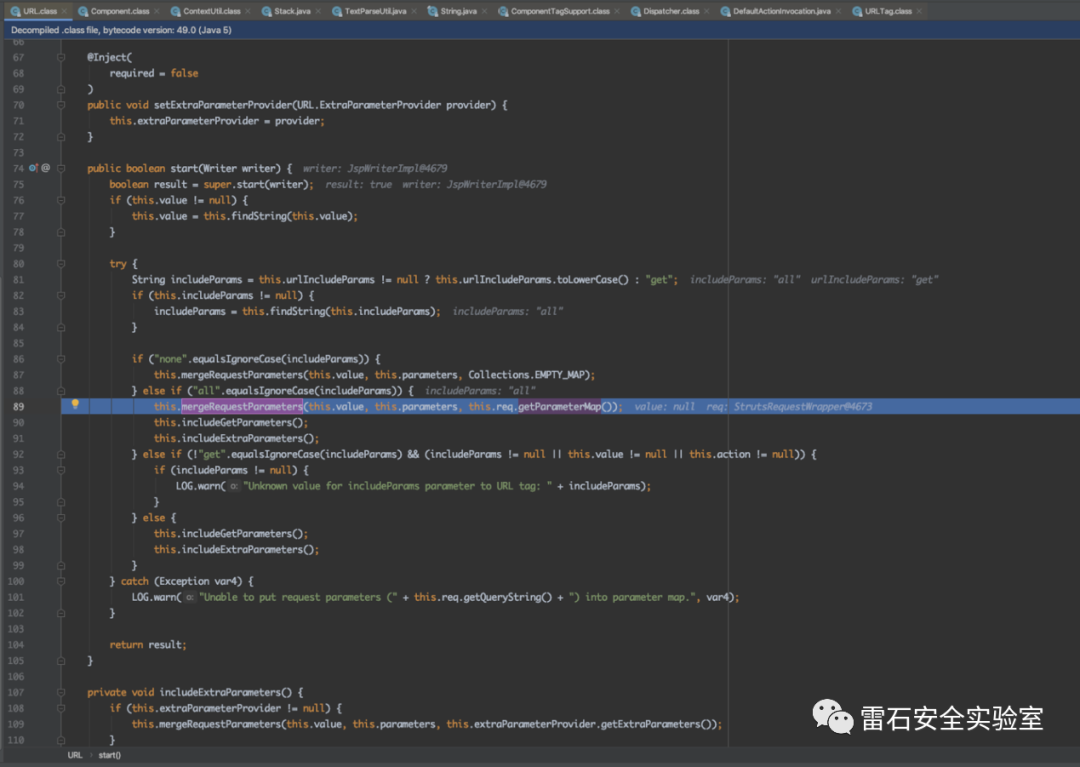 URL.class × Component.class × ContextUtil.class × Stack.java × TextParseUtil.java × String.java × ComponentTagSupport.class × Dispatcher.class × DefaultActionInvocation.java × URLTag.class ×
Decompiled .class file, bytecode version: 49.0 (Java 5)
66
67 @Inject(
68 required = false
69 )
70 public void setExtraParameterProvider(URL.ExtraParameterProvider provider) {
71 this.extraParameterProvider = provider;
72 }
73
74 @ public boolean start(Writer writer) { writer: JspWriterImpl@4679
75 boolean result = super.start(writer); result: true writer: JspWriterImpl@4679
76 if (this.value != null) {
77 this.value = this.findString(this.value);
78 }
79
80 try {
81 String includeParams = this.urlIncludeParams != null ? this.urlIncludeParams.toLowerCase() : "get"; includeParams: "all" urlIncludeParams: "get"
82 if (this.includeParams != null) {
83 includeParams = this.findString(this.includeParams); includeParams: "all"
84 }
85
86 if ("none".equalsIgnoreCase(includeParams)) {
87 this.mergeRequestParameters(this.value, this.parameters, Collections.EMPTY_MAP);
88 } else if ("all".equalsIgnoreCase(includeParams)) { includeParams: "all"
89 this.mergeRequestParameters(this.value, this.parameters, this.req.getParameterMap()); value: null req: StrutsRequestWrapper@4673
90 this.includeGetParameters();
91 this.includeExtraParameters();
92 } else if (!"get".equalsIgnoreCase(includeParams) && (includeParams != null || this.value != null || this.action != null)) {
93 if (includeParams != null) {
94 LOG.warn( o: "Unknown value for includeParams parameter to URL tag: " + includeParams);
95 }
96 } else {
97 this.includeGetParameters();
98 this.includeExtraParameters();
99 }
100 } catch (Exception var4) {
101 LOG.warn( o: "Unable to put request parameters (" + this.req.getQueryString() + ") into parameter map.", var4);
102 }
103
104 return result;
105 }
106
107 private void includeExtraParameters() {
108 if (this.extraParameterProvider != null) {
109 this.mergeRequestParameters(this.value, this.parameters, this.extraParameterProvider.getExtraParameters());
110 }
雷石安全实验室
URL › start()